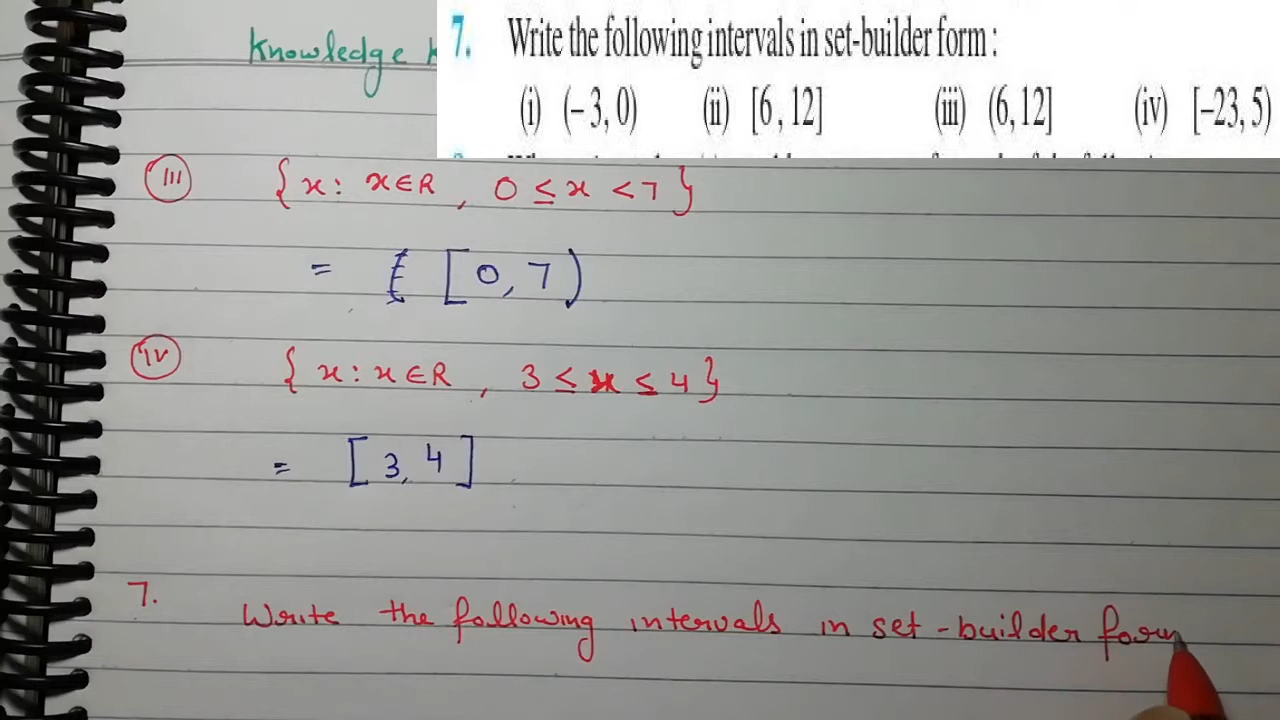 Knowledge
7. Write the following intervals in set-builder form :
(i) (– 3, 0) (ii) [6, 12] (iii) (6, 12] (iv) [–23, 5)
(iii) { x : x ∈ R , 0 ≤ x < 7 }
= [0, 7)
(iv) { x : x ∈ R , 3 ≤ x ≤ 4 }
= [3, 4]
7. Write the following intervals in set-builder form